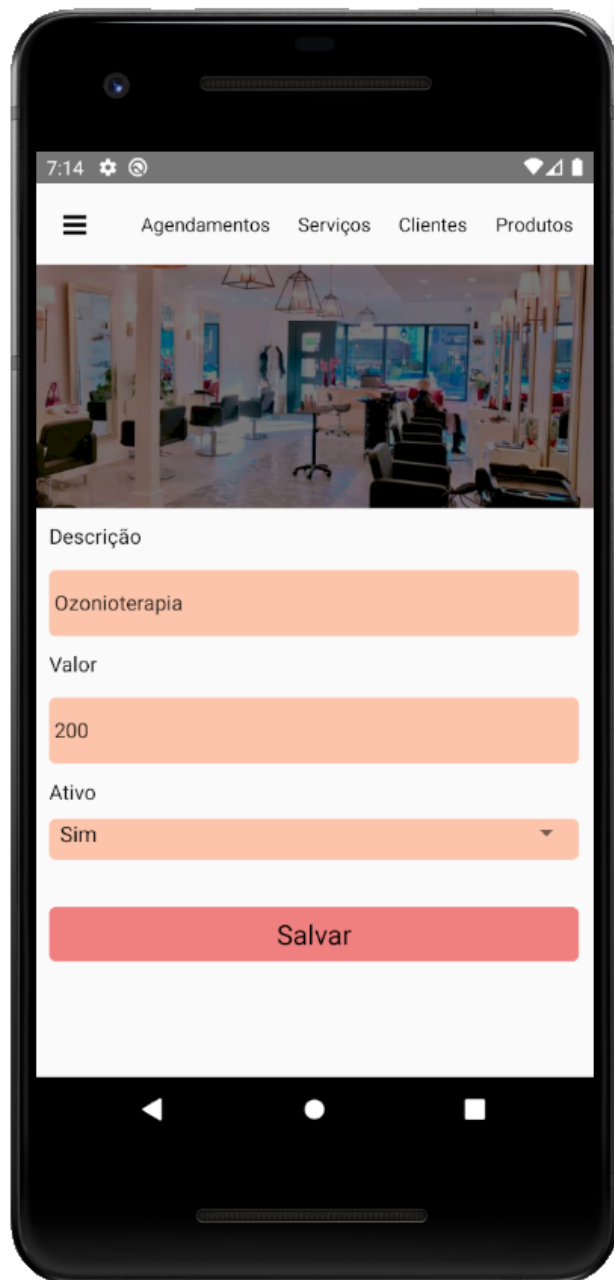 7:14
Agendamentos Serviços Clientes Produtos
Descrição
Ozonioterapia
Valor
200
Ativo
Sim
Salvar